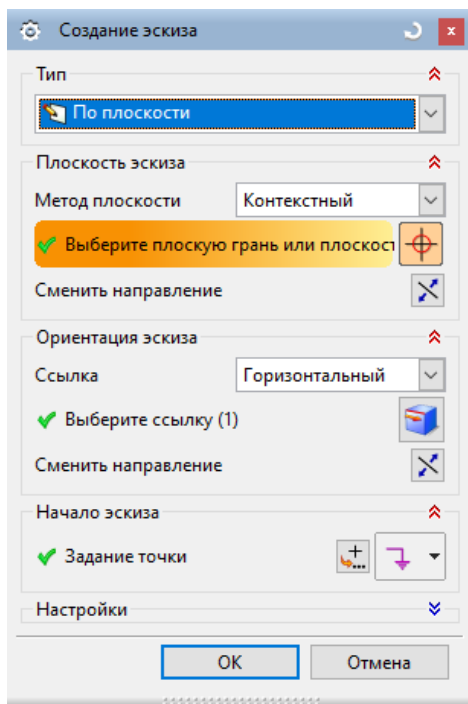 Создание эскиза
Тип
По плоскости
Плоскость эскиза
Метод плоскости Контекстный
Выберите плоскую грань или плоскост
Сменить направление
Ориентация эскиза
Ссылка Горизонтальный
Выберите ссылку (1)
Сменить направление
Начало эскиза
Задание точки
Настройки
OK Отмена